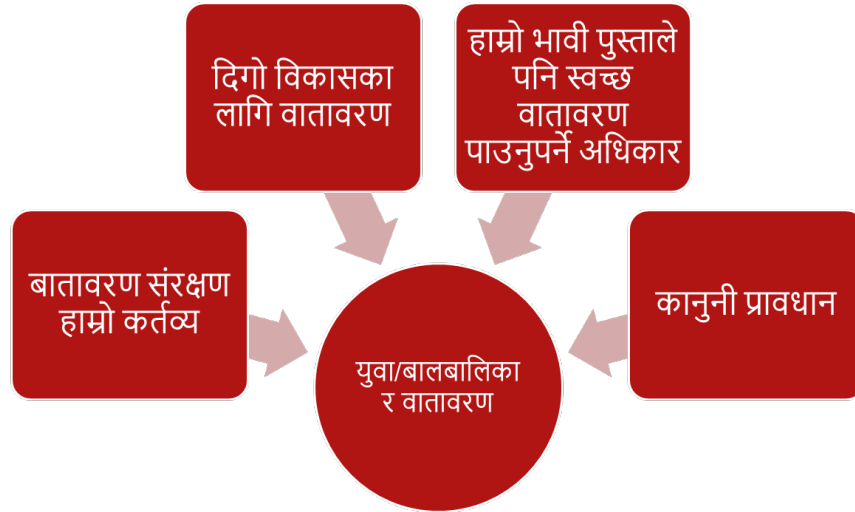 दिगो विकासका
लागि वातावरण
हाम्रो भावी पुस्ताले
पनि स्वच्छ
वातावरण
पाउनुपर्ने अधिकार
बातावरण संरक्षण
हाम्रो कर्तव्य
कानुनी प्रावधान
युवा/बालबालिका
र वातावरण